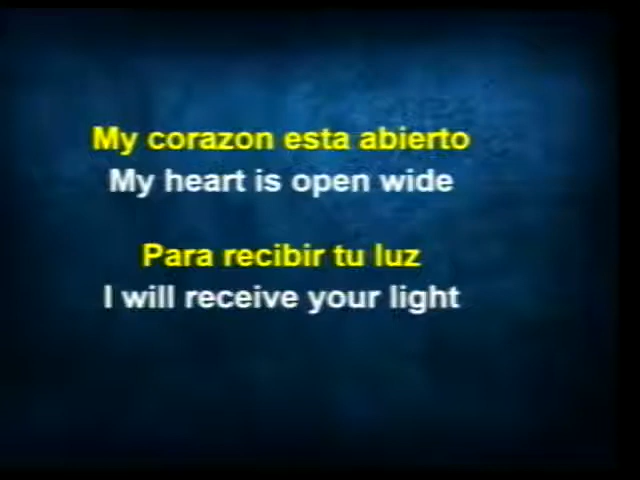 My corazon esta abierto
My heart is open wide
Para recibir tu luz
I will receive your light